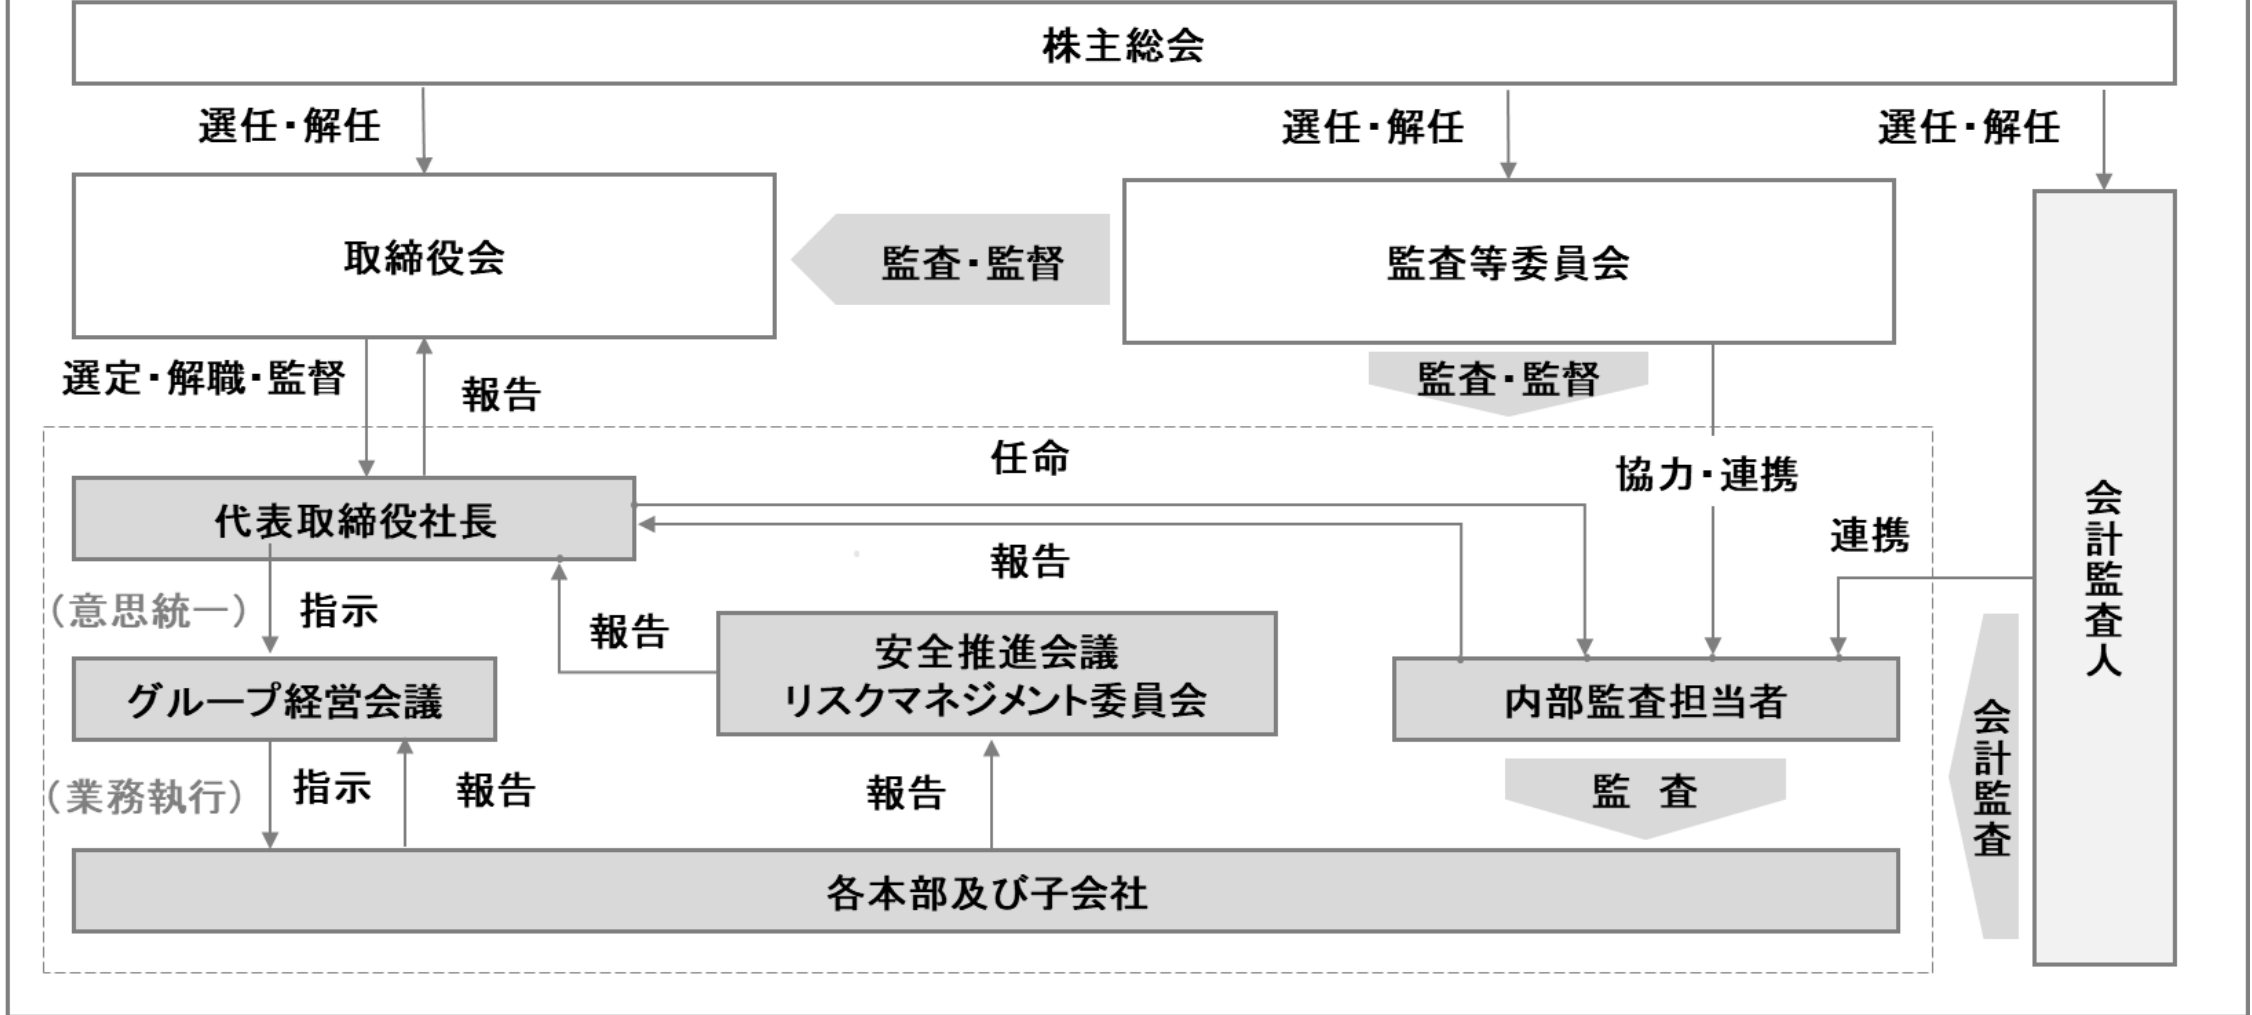 株主総会
選任・解任
選任・解任
選任・解任
取締役会
監査・監督
監査等委員会
選定・解職・監督
報告
監査・監督
任命
協力・連携
代表取締役社長
連携
会計監査人
報告
(意思統一)
指示
報告
安全推進会議
リスクマネジメント委員会
グループ経営会議
内部監査担当者
会計監査
(業務執行)
指示
報告
報告
監 査
各本部及び子会社